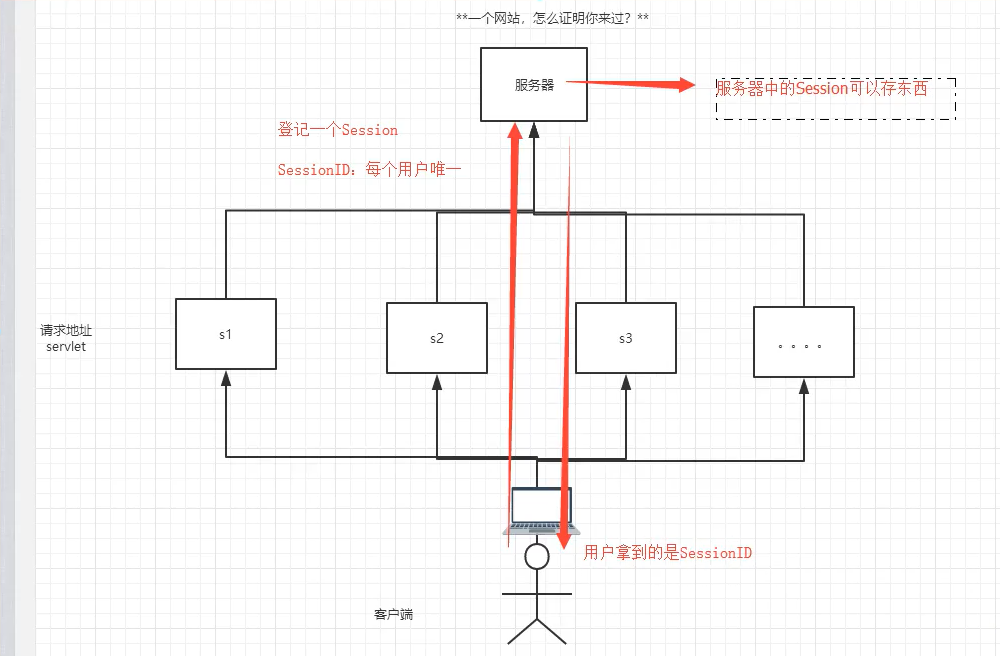 **一个网站，怎么证明你来过？**
服务器
服务器中的Session可以存东西
登记一个Session
SessionID：每个用户唯一
请求地址
servlet
s1
s2
s3
。。。。
用户拿到的是SessionID
客户端